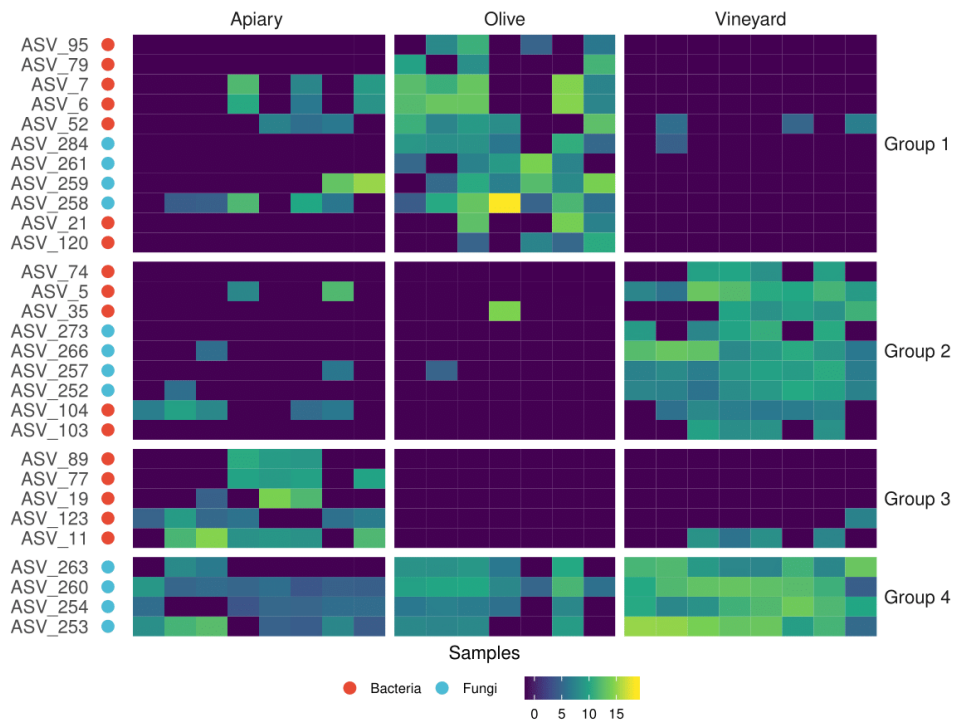 Apiary Olive Vineyard
ASV_95
ASV_79
ASV_7
ASV_6
ASV_52
ASV_284
Group 1
ASV_261
ASV_259
ASV_258
ASV_21
ASV_120
ASV_74
ASV_5
ASV_35
ASV_273
ASV_266
Group 2
ASV_257
ASV_252
ASV_104
ASV_103
ASV_89
ASV_77
ASV_19
Group 3
ASV_123
ASV_11
ASV_263
ASV_260
Group 4
ASV_254
ASV_253
Samples
Bacteria Fungi
0 5 10 15